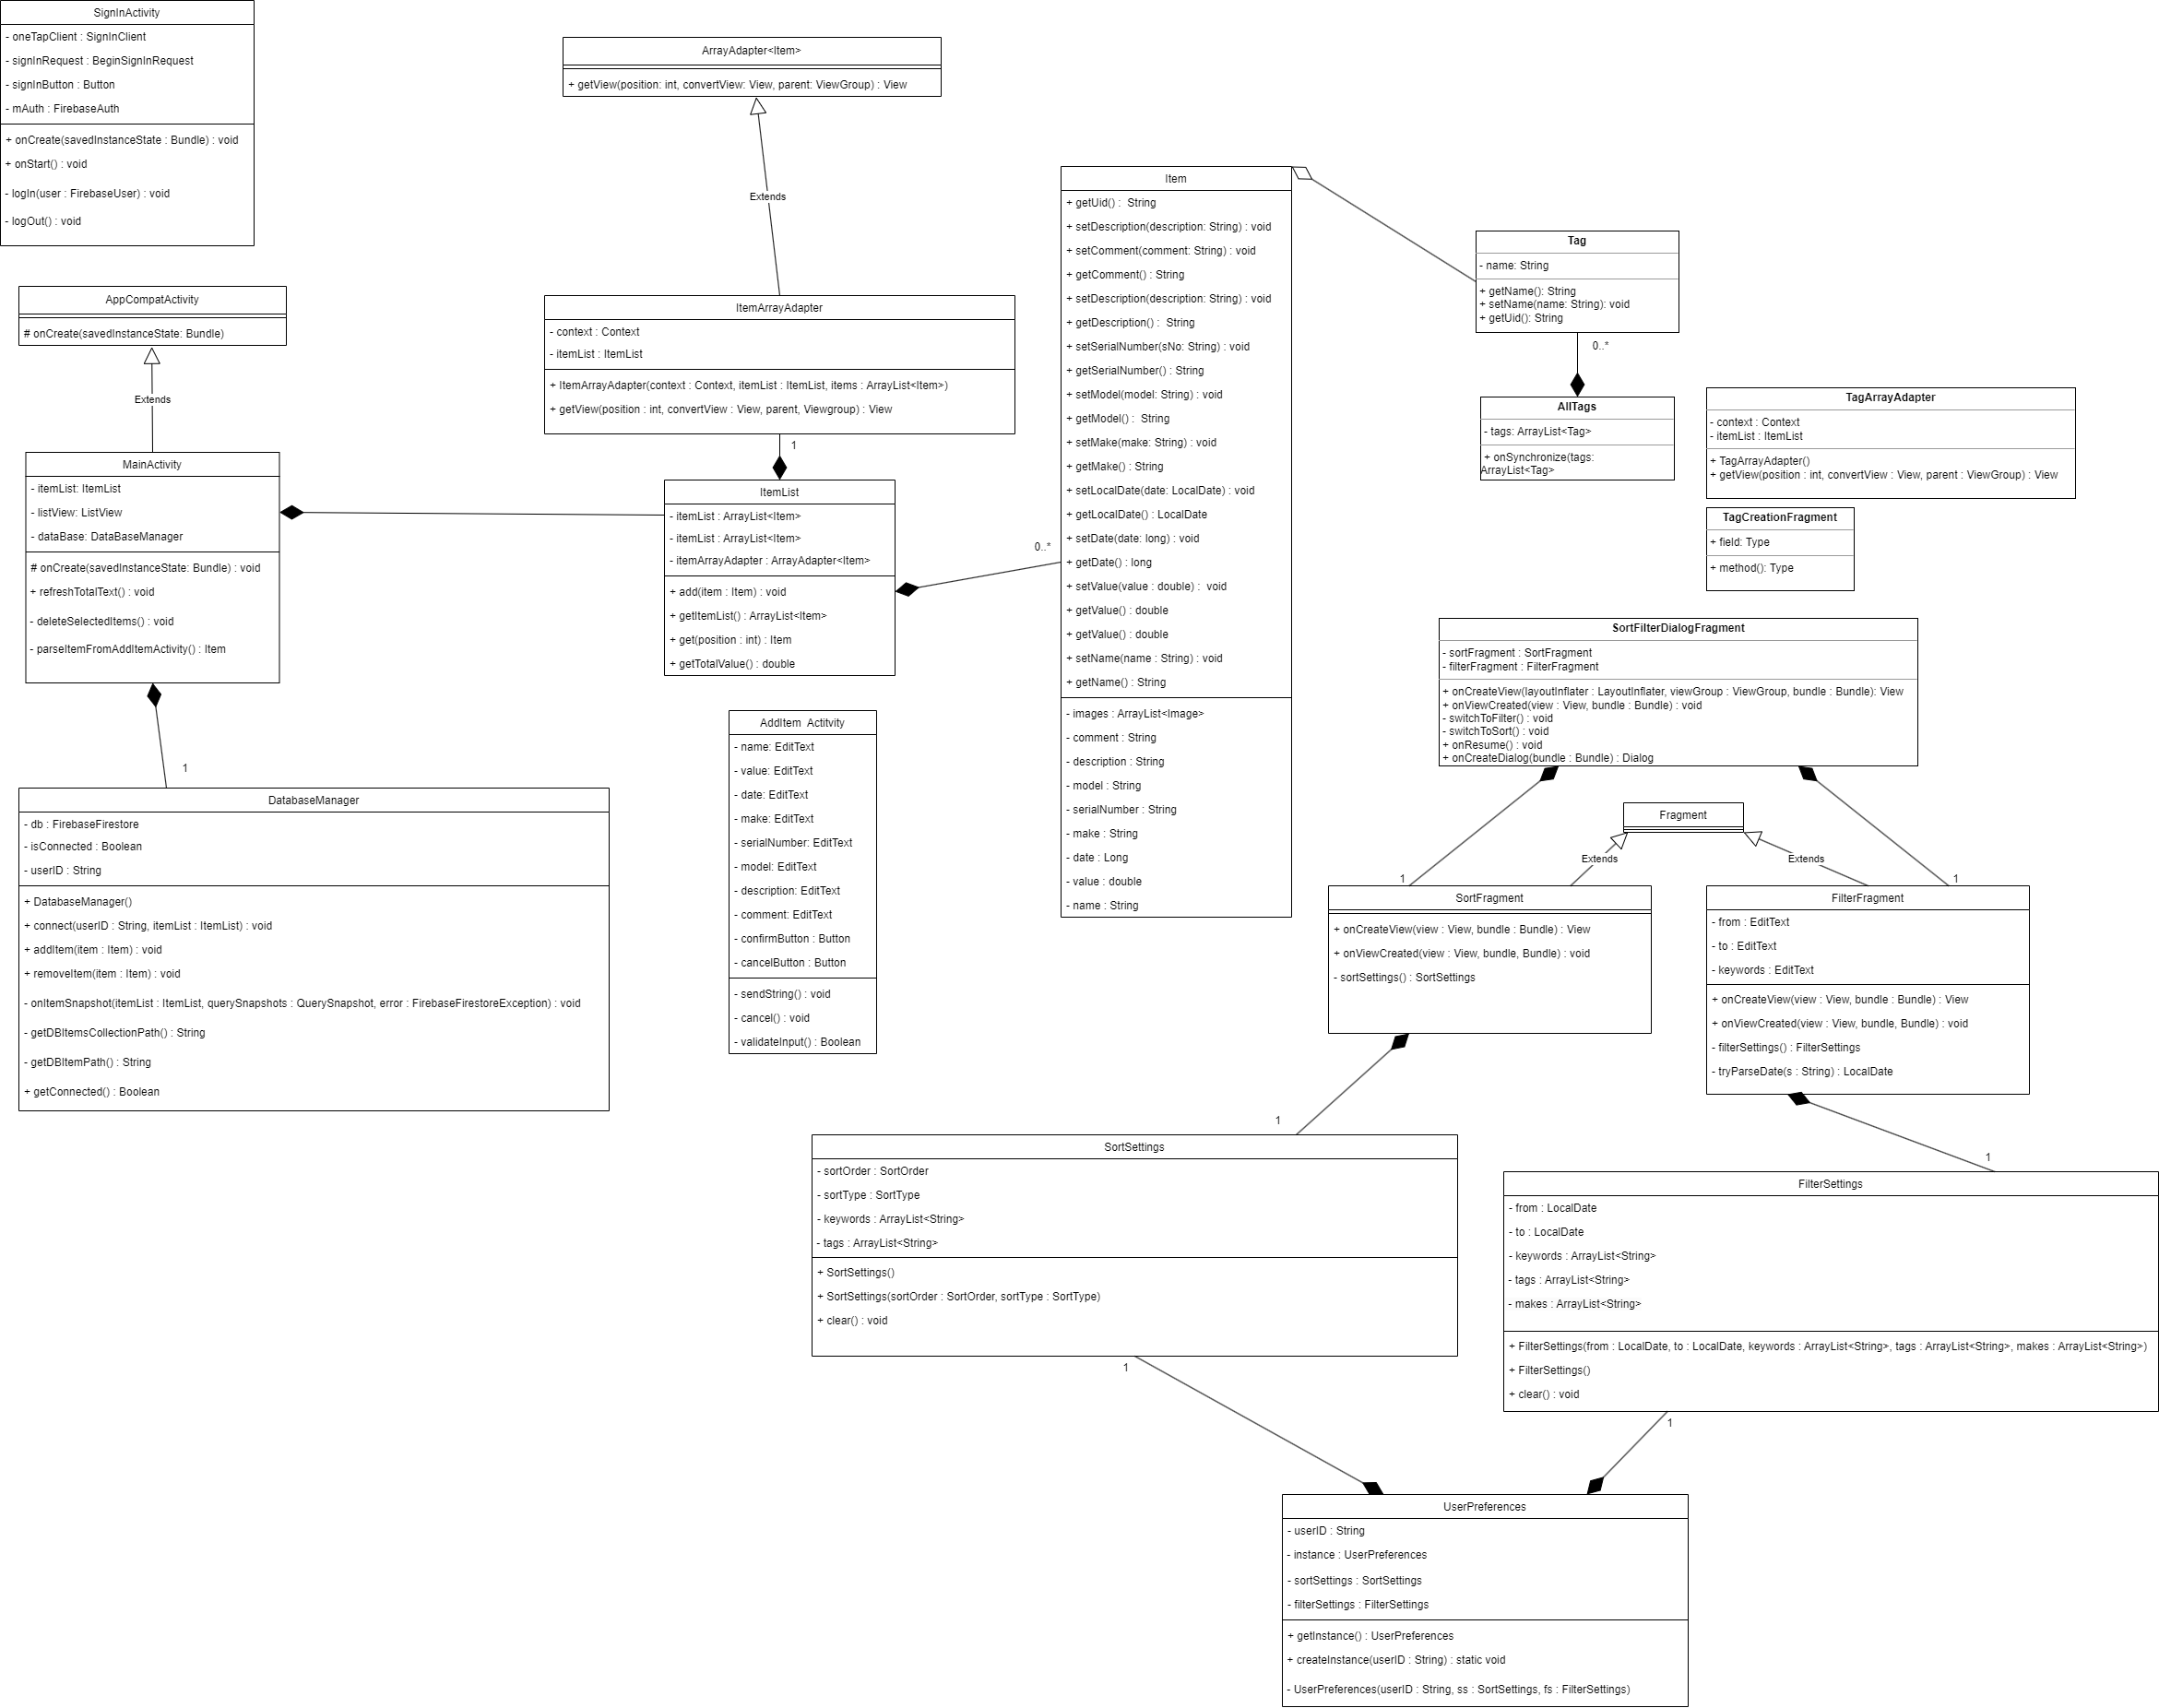 SignInActivity
- oneTapClient : SignInClient
- signInRequest : BeginSignInRequest
- signInButton : Button
- mAuth : FirebaseAuth
+ onCreate(savedInstanceState : Bundle) : void
+ onStart() : void
- logIn(user : FirebaseUser) : void
- logOut() : void
ArrayAdapter<Item>
+ getView(position: int, convertView: View, parent: ViewGroup) : View
Extends
AppCompatActivity
# onCreate(savedInstanceState: Bundle)
Extends
MainActivity
- itemList: ItemList
- listView: ListView
- dataBase: DataBaseManager
# onCreate(savedInstanceState: Bundle) : void
+ refreshTotalText() : void
- deleteSelectedItems() : void
- parseItemFromAddItemActivity() : Item
1
DatabaseManager
- db : FirebaseFirestore
- isConnected : Boolean
- userID : String
+ DatabaseManager()
+ connect(userID : String, itemList : ItemList) : void
+ addItem(item : Item) : void
+ removeItem(item : Item) : void
- onItemSnapshot(itemList : ItemList, querySnapshots : QuerySnapshot, error : FirebaseFirestoreException) : void
- getDBItemsCollectionPath() : String
- getDBItemPath() : String
+ getConnected() : Boolean
ItemArrayAdapter
- context : Context
- itemList : ItemList
+ ItemArrayAdapter(context : Context, itemList : ItemList, items : ArrayList<Item>)
+ getView(position : int, convertView : View, parent, Viewgroup) : View
1
ItemList
- itemList : ArrayList<Item>
- itemList : ArrayList<Item>
- itemArrayAdapter : ArrayAdapter<Item>
+ add(item : Item) : void
+ getItemList() : ArrayList<Item>
+ get(position : int) : Item
+ getTotalValue() : double
0..*
AddItem  Actitvity
- name: EditText
- value: EditText
- date: EditText
- make: EditText
- serialNumber: EditText
- model: EditText
- description: EditText
- comment: EditText
- confirmButton : Button
- cancelButton : Button
- sendString() : void
- cancel() : void
- validateInput() : Boolean
Item
+ getUid() :  String
+ setDescription(description: String) : void
+ setComment(comment: String) : void
+ getComment() : String
+ setDescription(description: String) : void
+ getDescription() :  String
+ setSerialNumber(sNo: String) : void
+ getSerialNumber() : String
+ setModel(model: String) : void
+ getModel() :  String
+ setMake(make: String) : void
+ getMake() : String
+ setLocalDate(date: LocalDate) : void
+ getLocalDate() : LocalDate
+ setDate(date: long) : void
+ getDate() : long
+ setValue(value : double) :  void
+ getValue() : double
+ getValue() : double
+ setName(name : String) : void
+ getName() : String
- images : ArrayList<Image>
- comment : String
- description : String
- model : String
- serialNumber : String
- make : String
- date : Long
- value : double
- name : String
Tag
- name: String
+ getName(): String
+ setName(name: String): void
+ getUid(): String
0..*
AllTags
- tags: ArrayList<Tag>
+ onSynchronize(tags:
ArrayList<Tag>
TagArrayAdapter
- context : Context
- itemList : ItemList
+ TagArrayAdapter()
+ getView(position : int, convertView : View, parent : ViewGroup) : View
TagCreationFragment
+ field: Type
+ method(): Type
SortFilterDialogFragment
- sortFragment : SortFragment
- filterFragment : FilterFragment
+ onCreateView(layoutInflater : LayoutInflater, viewGroup : ViewGroup, bundle : Bundle): View
+ onViewCreated(view : View, bundle : Bundle) : void
- switchToFilter() : void
- switchToSort() : void
+ onResume() : void
+ onCreateDialog(bundle : Bundle) : Dialog
Fragment
Extends
Extends
1
1
SortFragment
+ onCreateView(view : View, bundle : Bundle) : View
+ onViewCreated(view : View, bundle, Bundle) : void
- sortSettings() : SortSettings
FilterFragment
- from : EditText
- to : EditText
- keywords : EditText
+ onCreateView(view : View, bundle : Bundle) : View
+ onViewCreated(view : View, bundle, Bundle) : void
- filterSettings() : FilterSettings
- tryParseDate(s : String) : LocalDate
1
1
SortSettings
- sortOrder : SortOrder
- sortType : SortType
- keywords : ArrayList<String>
- tags : ArrayList<String>
+ SortSettings()
+ SortSettings(sortOrder : SortOrder, sortType : SortType)
+ clear() : void
1
FilterSettings
- from : LocalDate
- to : LocalDate
- keywords : ArrayList<String>
- tags : ArrayList<String>
- makes : ArrayList<String>
+ FilterSettings(from : LocalDate, to : LocalDate, keywords : ArrayList<String>, tags : ArrayList<String>, makes : ArrayList<String>)
+ FilterSettings()
+ clear() : void
1
UserPreferences
- userID : String
- instance : UserPreferences
- sortSettings : SortSettings
- filterSettings : FilterSettings
+ getInstance() : UserPreferences
+ createInstance(userID : String) : static void
- UserPreferences(userID : String, ss : SortSettings, fs : FilterSettings)